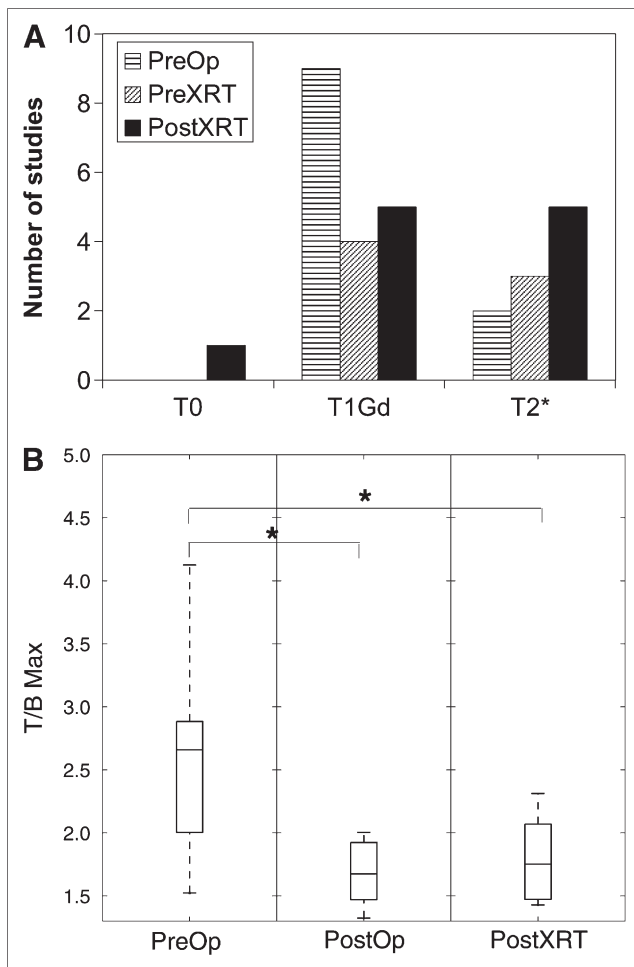 A
10
PreOp
PreXRT
PostXRT
8
6
4
2
0
Number of studies
T0 T1Gd T2*
B
5.0
*
4.5
*
4.0
3.5
3.0
2.5
2.0
1.5
T/B Max
PreOp PostOp PostXRT